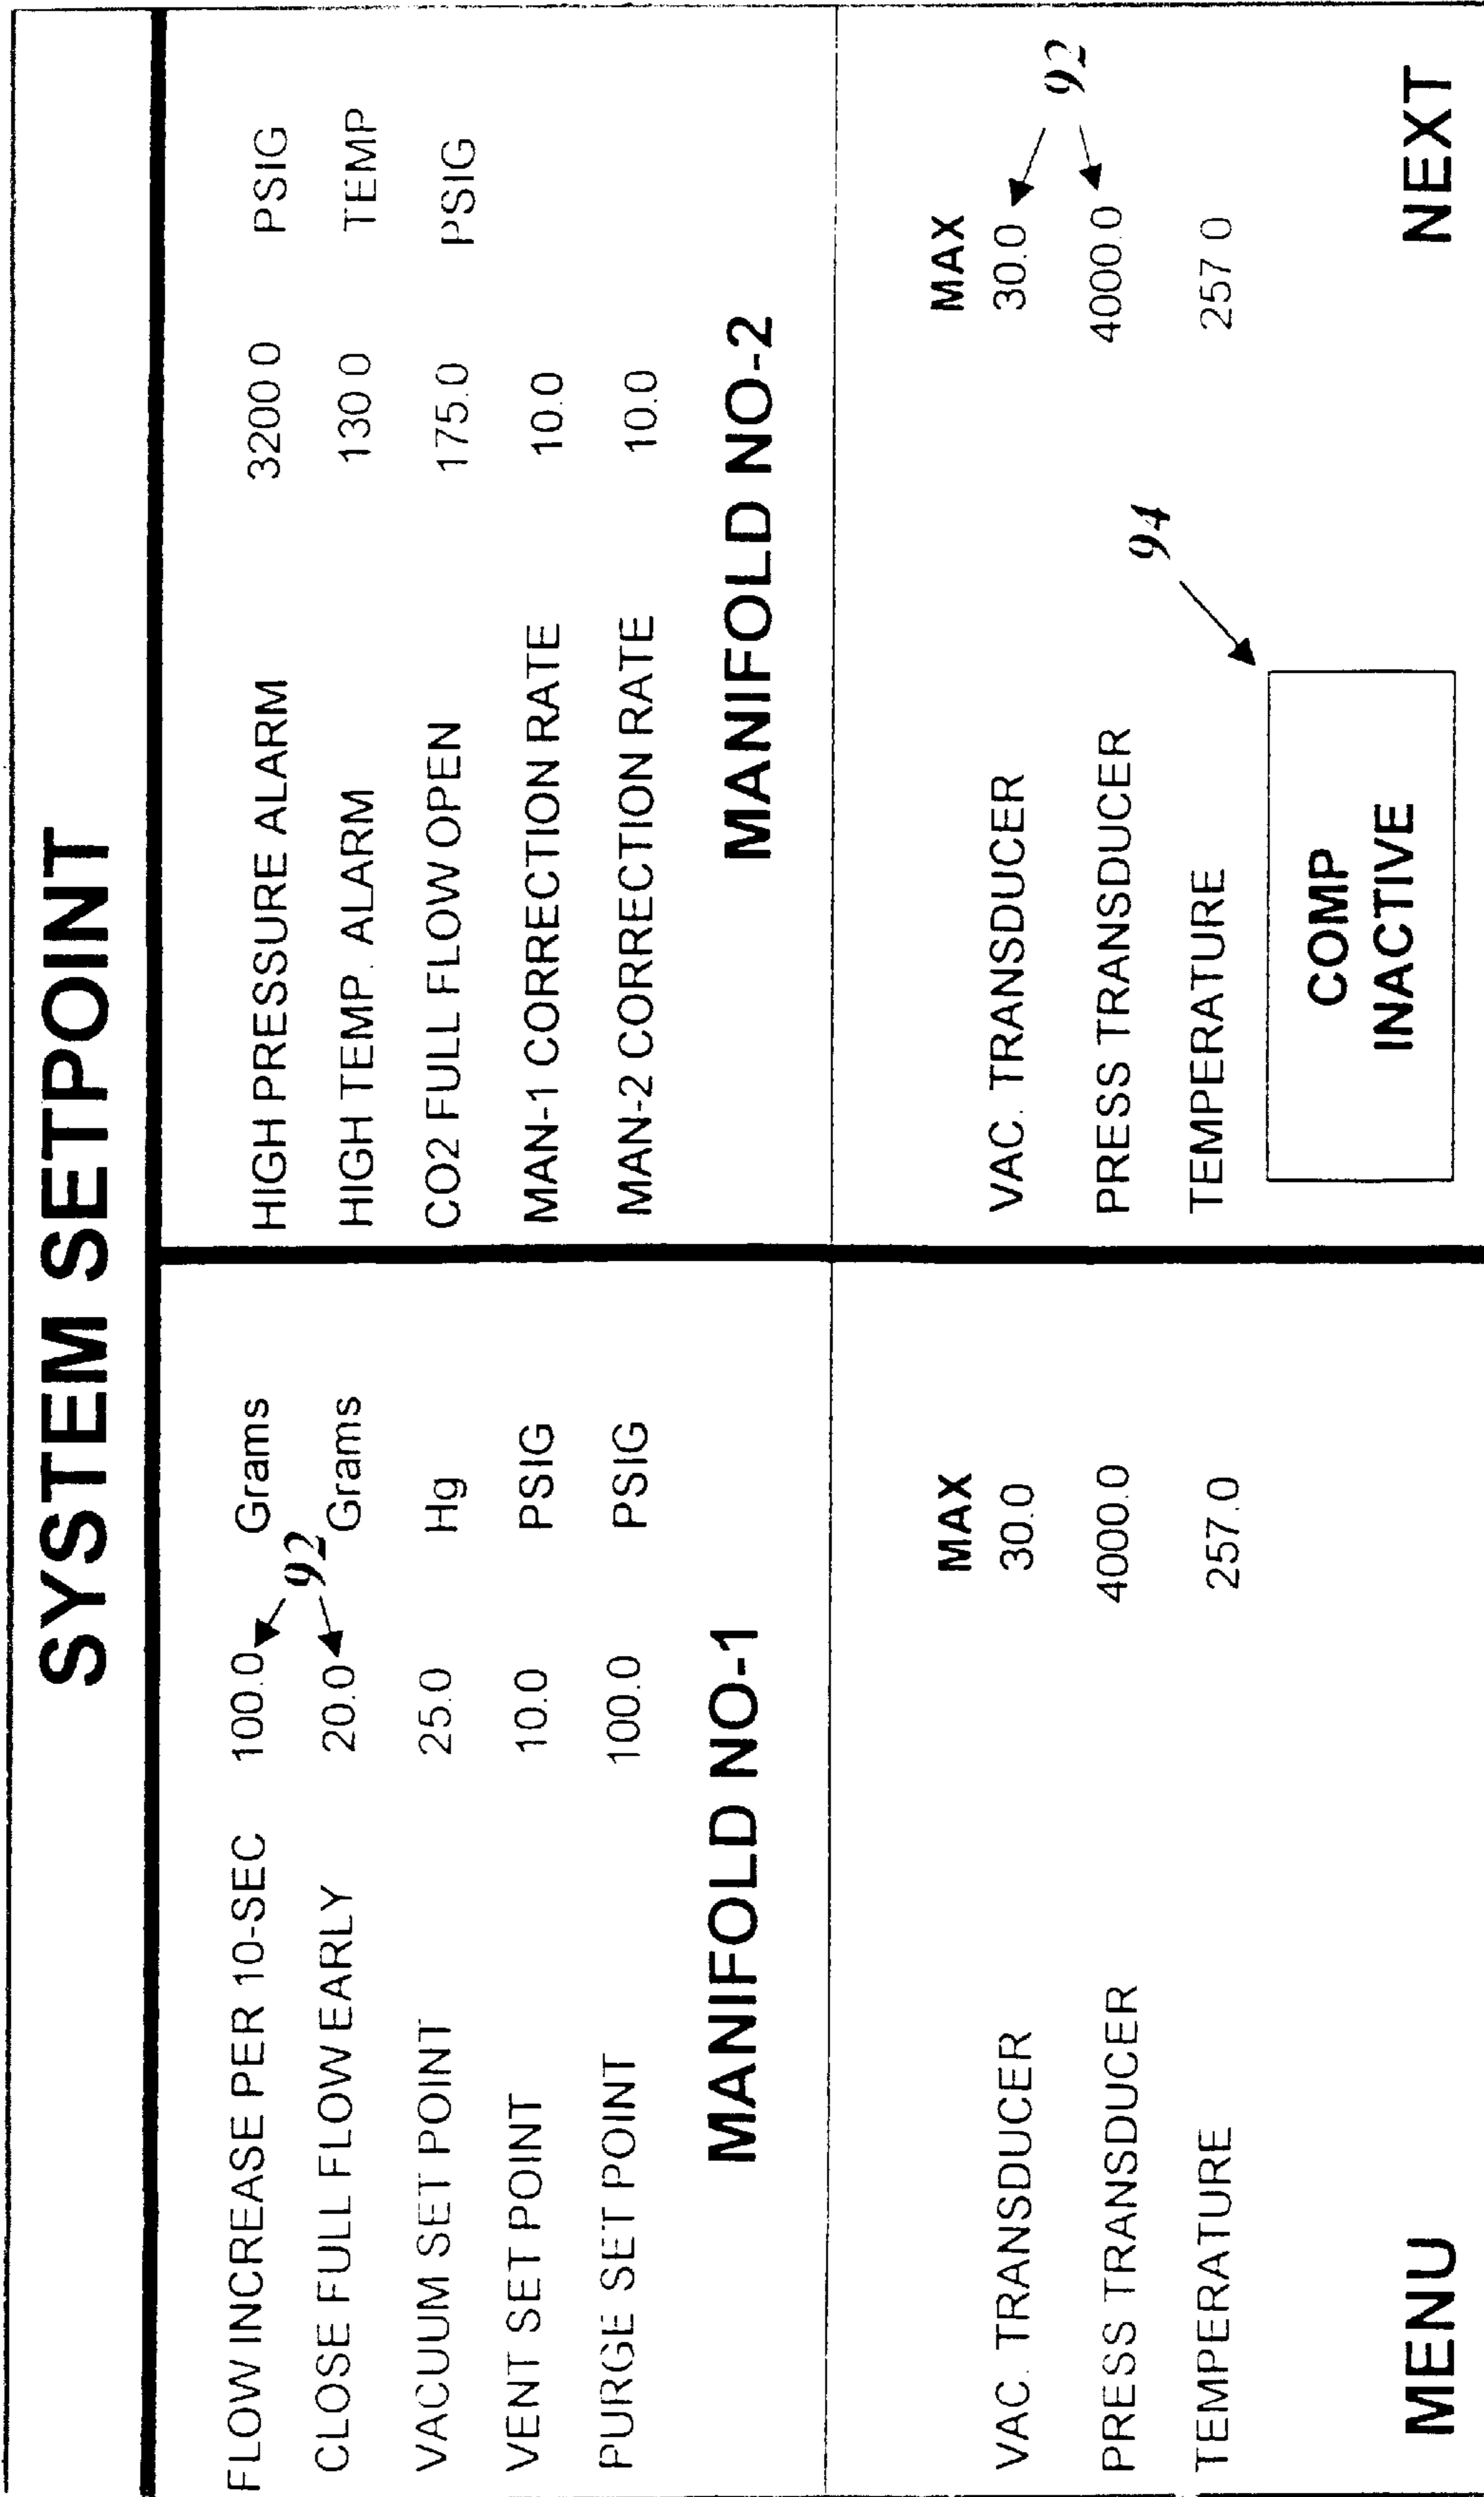 SYSTEM SETPOINT
FLOW INCREASE PER 10-SEC 100.0 Grams
92
CLOSE FULL FLOW EARLY 20.0 Grams
VACUUM SET POINT 25.0 Hg
VENT SET POINT 10.0 PSIG
PURGE SET POINT 100.0 PSIG
MANIFOLD NO-1
HIGH PRESSURE ALARM 3200 0 PSIG
HIGH TEMP. ALARM 130 0 TEMP
CO2 FULL FLOW OPEN 175.0 PSIG
MAN-1 CORRECTION RATE 10.0
MAN-2 CORRECTION RATE 10.0
MANIFOLD NO-2
MAX
VAC. TRANSDUCER 30.0
PRESS TRANSDUCER 4000.0
TEMPERATURE 257.0
MENU
MAX
VAC. TRANSDUCER 30.0
92
PRESS TRANSDUCER 4000.0
94
TEMPERATURE 257 0
COMP
INACTIVE
NEXT